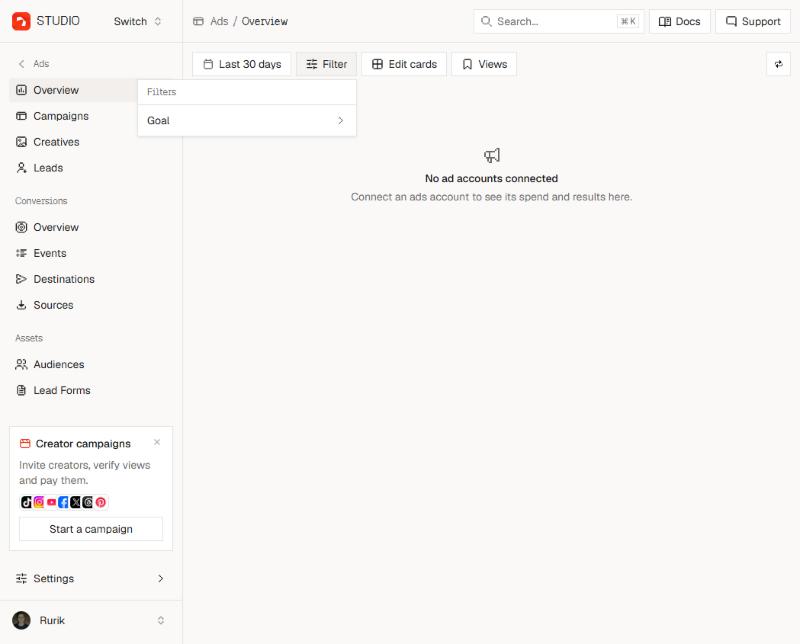 STUDIO
Switch
Ads / Overview
Search...
⌘ K
Docs
Support
Ads
Overview
Campaigns
Creatives
Leads
Conversions
Overview
Events
Destinations
Sources
Assets
Audiences
Lead Forms
Creator campaigns
Invite creators, verify views
and pay them.
Start a campaign
Settings
Rurik
Last 30 days
Filter
Edit cards
Views
Filters
Goal
No ad accounts connected
Connect an ads account to see its spend and results here.